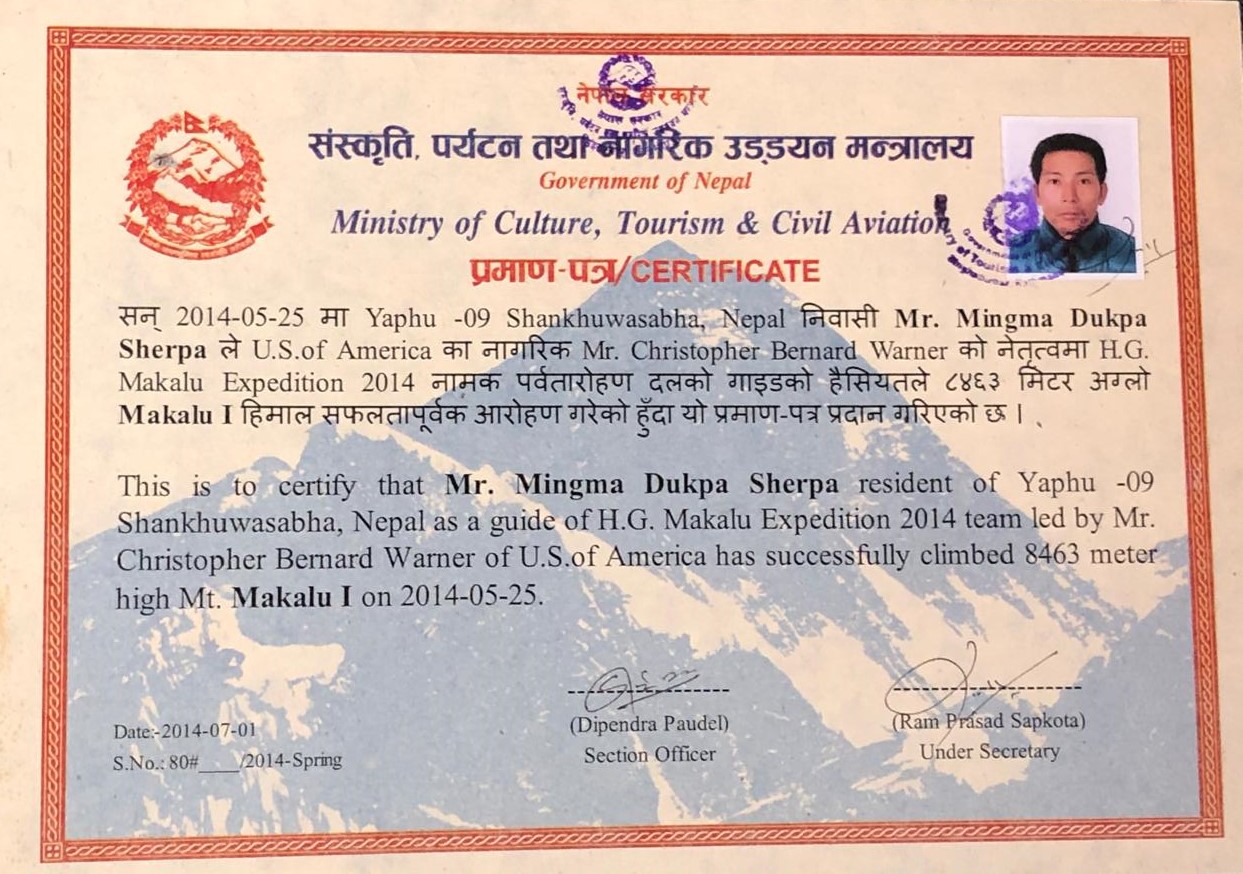 नेपाल सरकार
संस्कृति, पर्यटन तथा नागरिक उड्डयन मन्त्रालय
Government of Nepal
Ministry of Culture, Tourism & Civil Aviation
प्रमाण-पत्र/CERTIFICATE
सन् 2014-05-25 मा Yaphu -09 Shankhuwasabha, Nepal निवासी Mr. Mingma Dukpa
Sherpa ले U.S.of America का नागरिक Mr. Christopher Bernard Warner को नेतृत्वमा H.G.
Makalu Expedition 2014 नामक पर्वतारोहण दलको गाइडको हैसियतले ८४६३ मिटर अग्लो
Makalu I हिमाल सफलतापूर्वक आरोहण गरेको हुँदा यो प्रमाण-पत्र प्रदान गरिएको छ ।
This is to certify that Mr. Mingma Dukpa Sherpa resident of Yaphu -09
Shankhuwasabha, Nepal as a guide of H.G. Makalu Expedition 2014 team led by Mr.
Christopher Bernard Warner of U.S.of America has successfully climbed 8463 meter
high Mt. Makalu I on 2014-05-25.
Date:-2014-07-01
S.No.: 80#____/2014-Spring
(Dipendra Paudel)
Section Officer
(Ram Prasad Sapkota)
Under Secretary